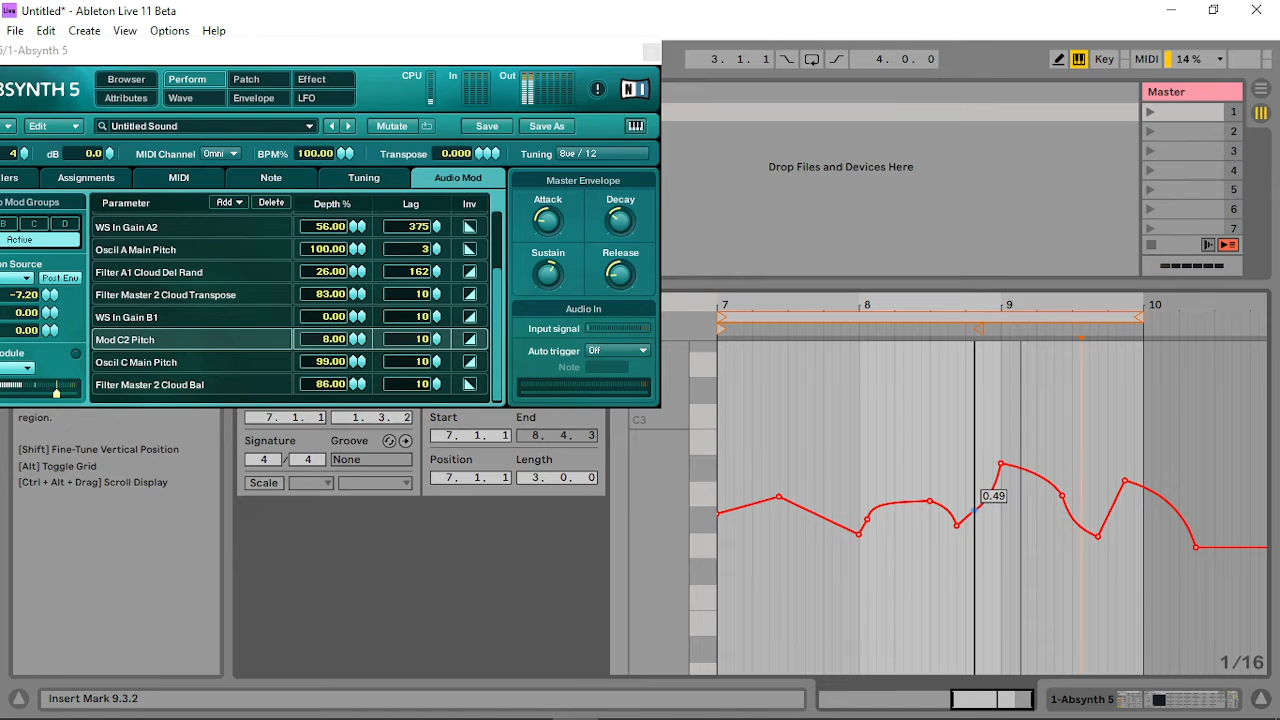 Untitled* - Ableton Live 11 Beta
File Edit Create View Options Help
5/1-Absynth 5
3. 1. 1 4. 0. 0 Key MIDI 14 %
BSYNTH 5 Browser Perform Patch Effect CPU In Out
Attributes Wave Envelope LFO
Edit Untitled Sound Mutate Save Save As
4 dB 0.0 MIDI Channel Omni BPM% 100.00 Transpose 0.000 Tuning 8ve / 12
lers Assignments MIDI Note Tuning Audio Mod
o Mod Groups Parameter Add Delete Depth % Lag Inv
B C D WS In Gain A2 56.00 375
Active Oscil A Main Pitch 100.00 3
on Source Filter A1 Cloud Del Rand 26.00 162
Post Env
-7.20 Filter Master 2 Cloud Transpose 83.00 10
0.00 WS In Gain B1 0.00 10
0.00 Mod C2 Pitch 8.00 10
odule Oscil C Main Pitch 99.00 10
Filter Master 2 Cloud Bal 86.00 10
Master Envelope
Attack Decay
Sustain Release
Audio In
Input signal
Auto trigger Off
Note
Drop Files and Devices Here
Master
1
2
3
4
5
6
7
7 8 9 10
region.
[Shift] Fine-Tune Vertical Position
[Alt] Toggle Grid
[Ctrl + Alt + Drag] Scroll Display
7. 1. 1 1. 3. 2
Signature Groove
4 / 4 None
Scale
Start End
7. 1. 1 8. 4. 3
Position Length
7. 1. 1 3. 0. 0
C3
0.49
1/16
Insert Mark 9.3.2
1-Absynth 5